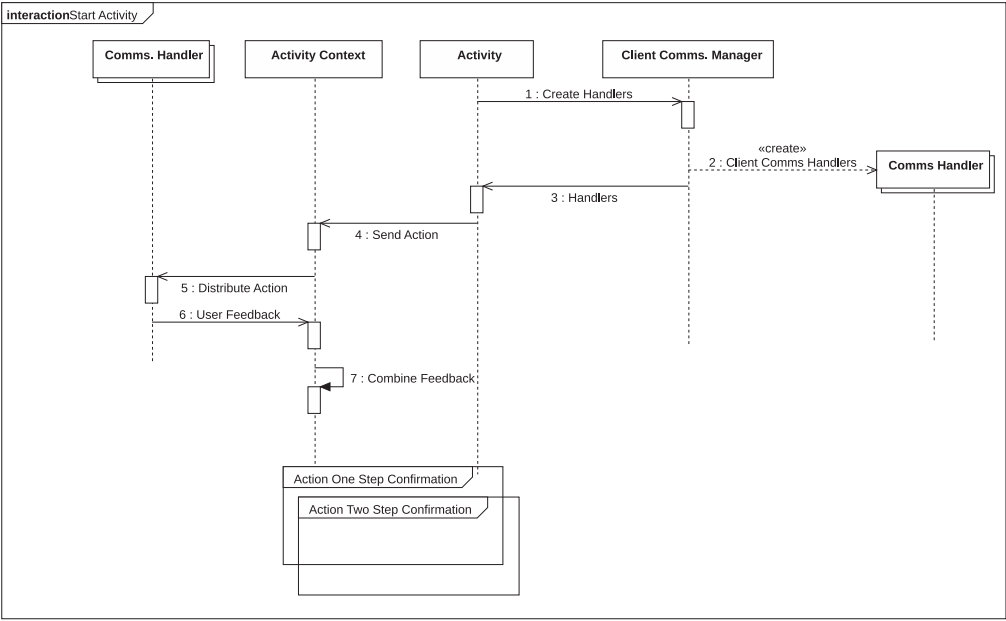 interactionStart Activity
Comms. Handler
Activity Context
Activity
Client Comms. Manager
1 : Create Handlers
«create»
2 : Client Comms Handlers
Comms Handler
3 : Handlers
4 : Send Action
5 : Distribute Action
6 : User Feedback
7 : Combine Feedback
Action One Step Confirmation
Action Two Step Confirmation